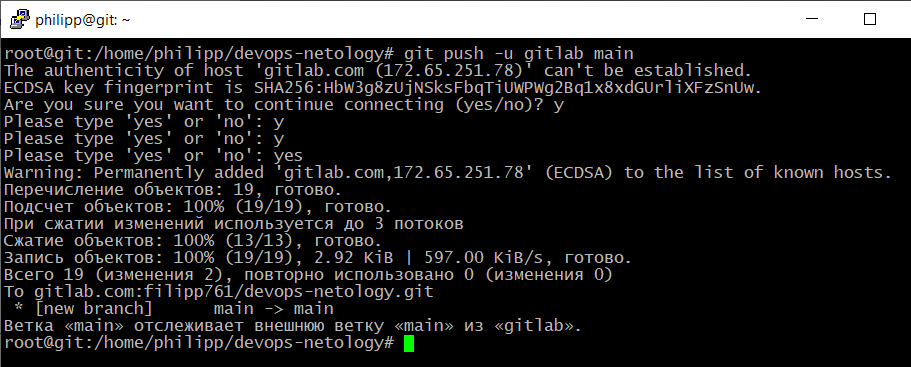 philipp@git: ~
root@git:/home/philipp/devops-netology# git push -u gitlab main
The authenticity of host 'gitlab.com (172.65.251.78)' can't be established.
ECDSA key fingerprint is SHA256:HbW3g8zUjNSksFbqTiUWPWg2Bq1x8xdGUrliXFzSnUw.
Are you sure you want to continue connecting (yes/no)? y
Please type 'yes' or 'no': y
Please type 'yes' or 'no': y
Please type 'yes' or 'no': yes
Warning: Permanently added 'gitlab.com,172.65.251.78' (ECDSA) to the list of known hosts.
Перечисление объектов: 19, готово.
Подсчет объектов: 100% (19/19), готово.
При сжатии изменений используется до 3 потоков
Сжатие объектов: 100% (13/13), готово.
Запись объектов: 100% (19/19), 2.92 KiB | 597.00 KiB/s, готово.
Всего 19 (изменения 2), повторно использовано 0 (изменения 0)
To gitlab.com:filipp761/devops-netology.git
 * [new branch]      main -> main
Ветка «main» отслеживает внешнюю ветку «main» из «gitlab».
root@git:/home/philipp/devops-netology#